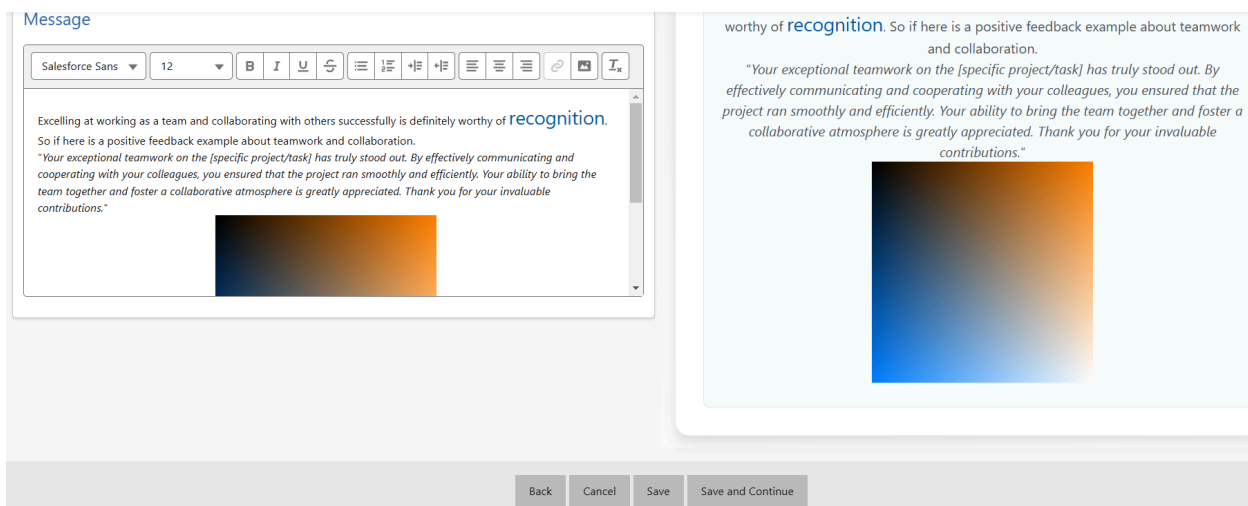 Message
Salesforce Sans
12
B I U S
Excelling at working as a team and collaborating with others successfully is definitely worthy of recognition.
So if here is a positive feedback example about teamwork and collaboration.
"Your exceptional teamwork on the [specific project/task] has truly stood out. By effectively communicating and
cooperating with your colleagues, you ensured that the project ran smoothly and efficiently. Your ability to bring the
team together and foster a collaborative atmosphere is greatly appreciated. Thank you for your invaluable
contributions."
worthy of recognition. So if here is a positive feedback example about teamwork
and collaboration.
"Your exceptional teamwork on the [specific project/task] has truly stood out. By
effectively communicating and cooperating with your colleagues, you ensured that the
project ran smoothly and efficiently. Your ability to bring the team together and foster a
collaborative atmosphere is greatly appreciated. Thank you for your invaluable
contributions."
Back
Cancel
Save
Save and Continue